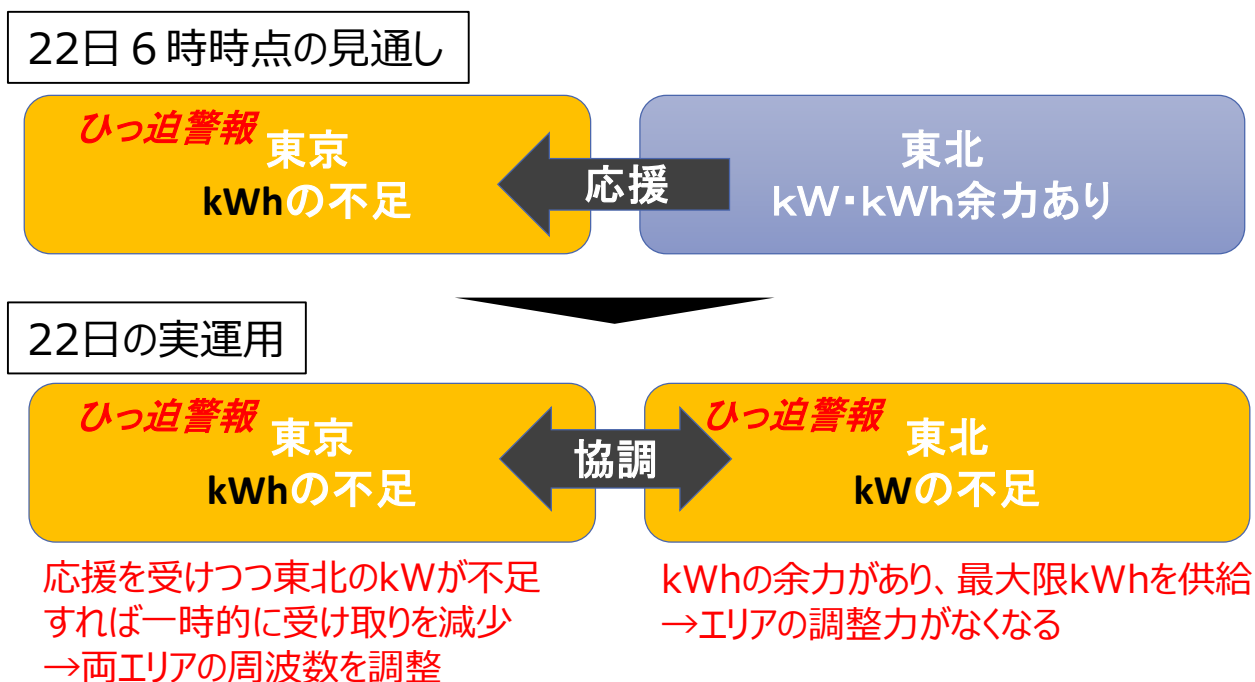 22日６時時点の見通し
ひっ迫警報
東京
kWhの不足
応援
東北
ｋＷ・ｋＷｈ余力あり
22日の実運用
ひっ迫警報
東京
kWhの不足
協調
ひっ迫警報
東北
kWの不足
応援を受けつつ東北のkWが不足
すれば一時的に受け取りを減少
→両エリアの周波数を調整
kWhの余力があり、最大限kWhを供給
→エリアの調整力がなくなる